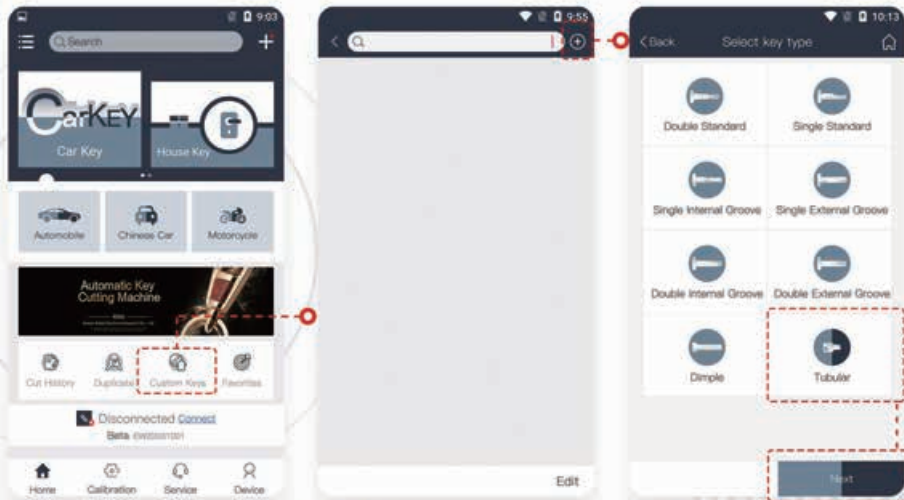 9:03
Search
CarKEY
Car Key
House Key
Automobile
Chinese Car
Motorcycle
Automatic Key
Cutting Machine
Cut History
Duplicate
Custom Keys
Favorites
Disconnected Connect
Beta
Home
Calibration
Service
Device
9:55
Edit
10:13
Back
Select key type
Double Standard
Single Standard
Single Internal Groove
Single External Groove
Double Internal Groove
Double External Groove
Dimple
Tubular
Next